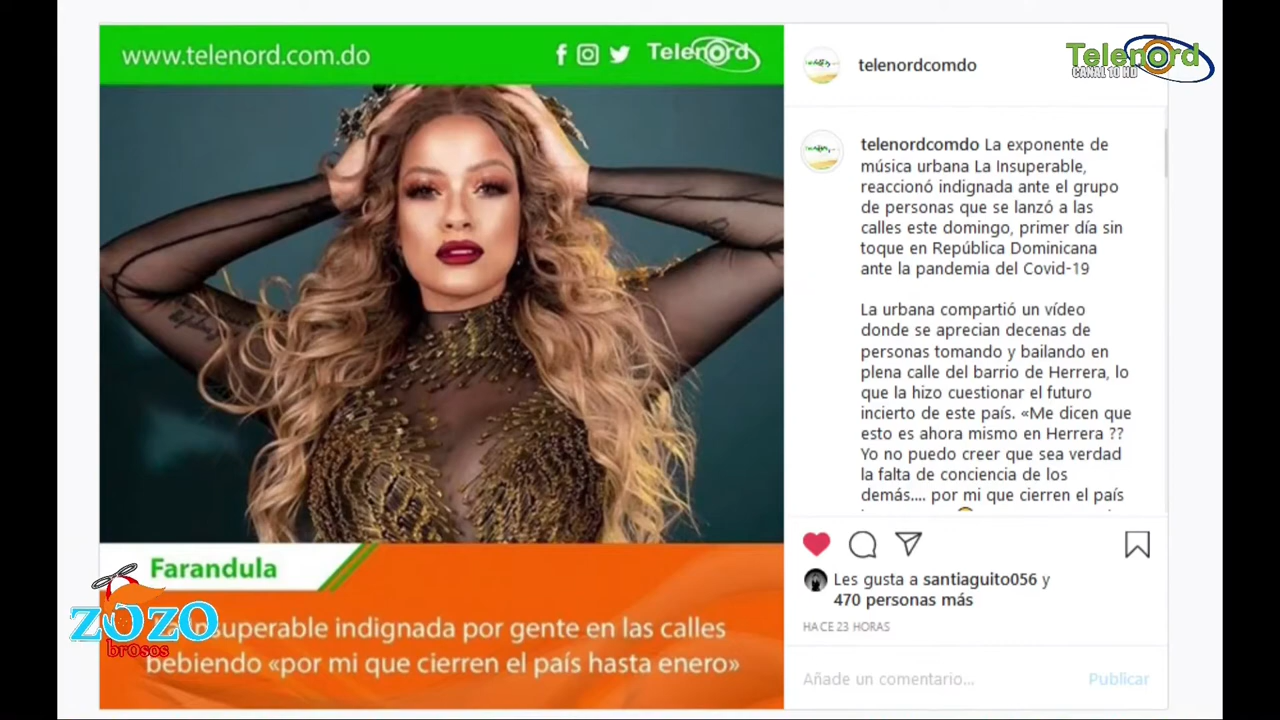 www.telenord.com.do
Telenord
telenordcomdo
Telenord
CANAL 10 HD
telenordcomdo La exponente de
música urbana La Insuperable,
reaccionó indignada ante el grupo
de personas que se lanzó a las
calles este domingo, primer día sin
toque en República Dominicana
ante la pandemia del Covid-19
La urbana compartió un vídeo
donde se aprecian decenas de
personas tomando y bailando en
plena calle del barrio de Herrera, lo
que la hizo cuestionar el futuro
incierto de este país. «Me dicen que
esto es ahora mismo en Herrera ??
Yo no puedo creer que sea verdad
la falta de conciencia de los
demás.... por mi que cierren el país
Les gusta a santiaguito056 y
470 personas más
HACE 23 HORAS
Añade un comentario...
Publicar
Farandula
Insuperable indignada por gente en las calles
bebiendo «por mi que cierren el país hasta enero»
ZOZO
brosos